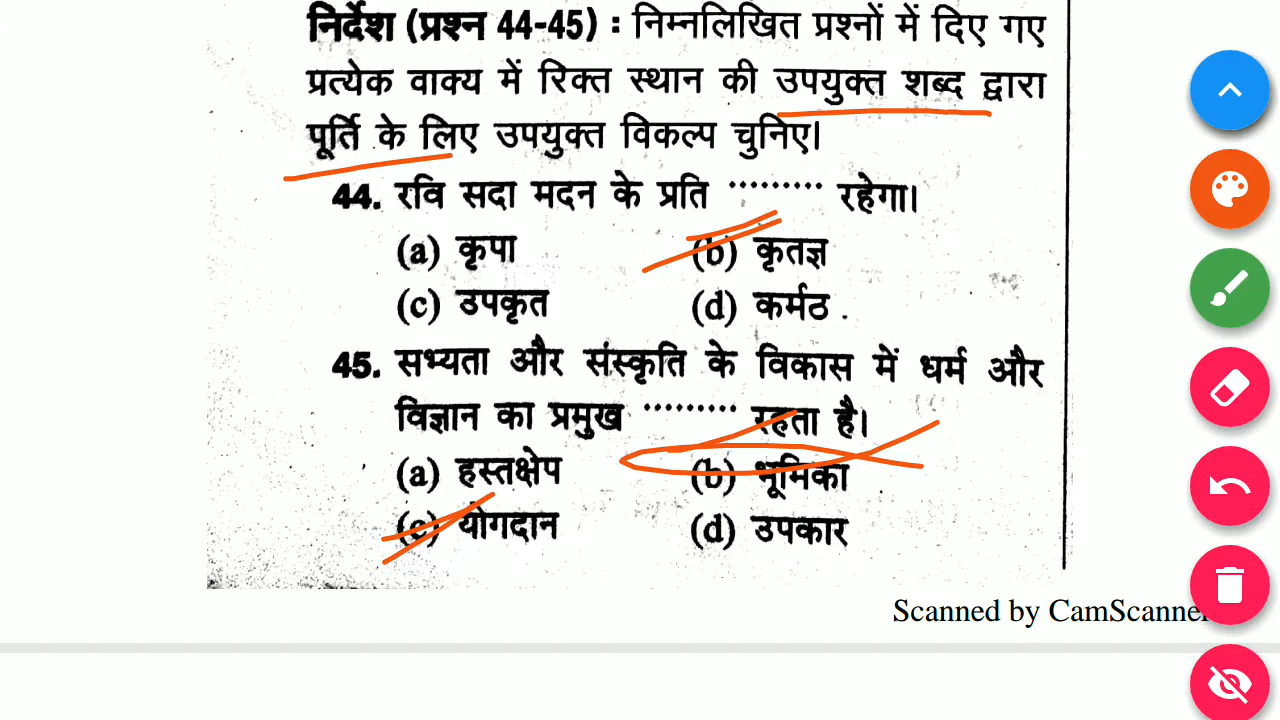 निर्देश (प्रश्न 44-45) : निम्नलिखित प्रश्नों में दिए गए
प्रत्येक वाक्य में रिक्त स्थान की उपयुक्त शब्द द्वारा
पूर्ति के लिए उपयुक्त विकल्प चुनिए।
44. रवि सदा मदन के प्रति ········· रहेगा।
(a) कृपा (b) कृतज्ञ
(c) उपकृत (d) कर्मठ .
45. सभ्यता और संस्कृति के विकास में धर्म और
विज्ञान का प्रमुख ········· रहता है।
(a) हस्तक्षेप (b) भूमिका
(c) योगदान (d) उपकार
Scanned by CamScanner